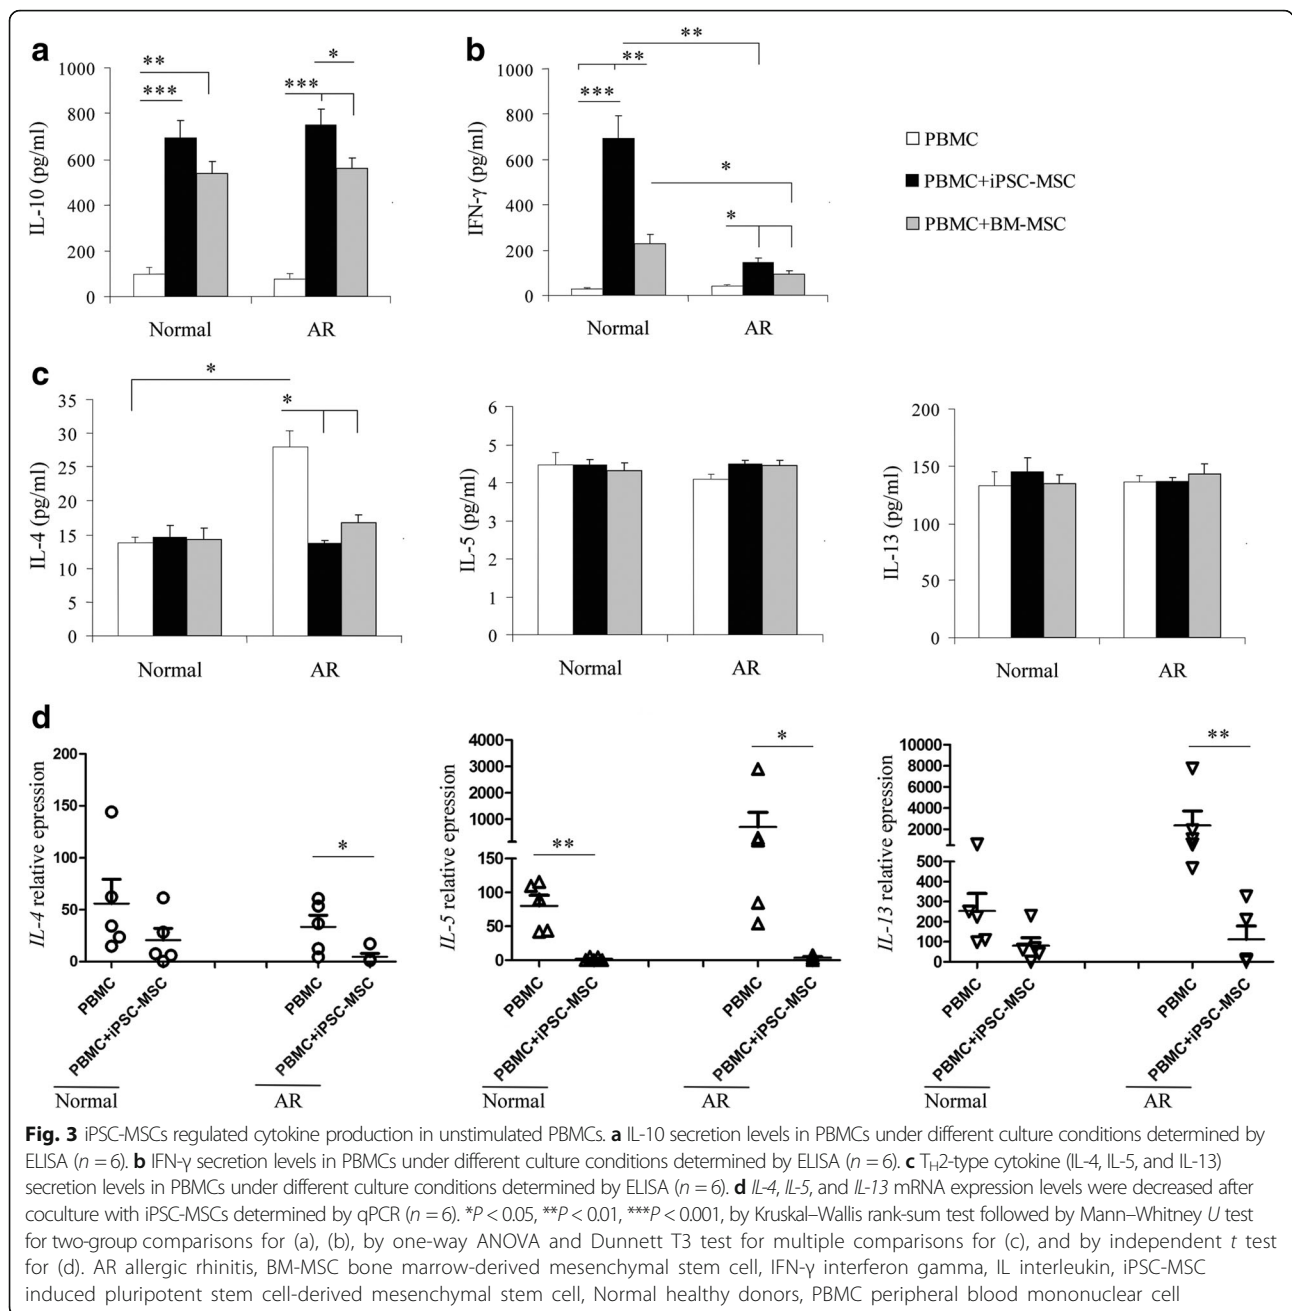 a
b
** *
1000 800 600 400 200 0
IL-10 (pg/ml)
*** ***
Normal AR
**
**
1000 800 600 400 200 0
IFN-γ (pg/ml)
***
*
*
Normal AR
PBMC
PBMC+iPSC-MSC
PBMC+BM-MSC
c
*
*
35 30 25 20 15 10 5 0
IL-4 (pg/ml)
Normal AR
6 5 4 3 2 1 0
IL-5 (pg/ml)
Normal AR
200 150 100 50 0
IL-13 (pg/ml)
Normal AR
d
200 150 100 50 0
IL-4 relative epression
*
PBMC
PBMC+iPSC-MSC
PBMC
PBMC+iPSC-MSC
Normal AR
4000 3000 2000 1000 150 100 50 0
IL-5 relative epression
**
*
PBMC
PBMC+iPSC-MSC
PBMC
PBMC+iPSC-MSC
Normal AR
10000 8000 6000 4000 2000 500 400 300 200 100 0
IL-13 relative epression
**
PBMC
PBMC+iPSC-MSC
PBMC
PBMC+iPSC-MSC
Normal AR
Fig. 3 iPSC-MSCs regulated cytokine production in unstimulated PBMCs. a IL-10 secretion levels in PBMCs under different culture conditions determined by
ELISA (n = 6). b IFN-γ secretion levels in PBMCs under different culture conditions determined by ELISA (n = 6). c TH2-type cytokine (IL-4, IL-5, and IL-13)
secretion levels in PBMCs under different culture conditions determined by ELISA (n = 6). d IL-4, IL-5, and IL-13 mRNA expression levels were decreased after
coculture with iPSC-MSCs determined by qPCR (n = 6). *P < 0.05, **P < 0.01, ***P < 0.001, by Kruskal–Wallis rank-sum test followed by Mann–Whitney U test
for two-group comparisons for (a), (b), by one-way ANOVA and Dunnett T3 test for multiple comparisons for (c), and by independent t test
for (d). AR allergic rhinitis, BM-MSC bone marrow-derived mesenchymal stem cell, IFN-γ interferon gamma, IL interleukin, iPSC-MSC
induced pluripotent stem cell-derived mesenchymal stem cell, Normal healthy donors, PBMC peripheral blood mononuclear cell